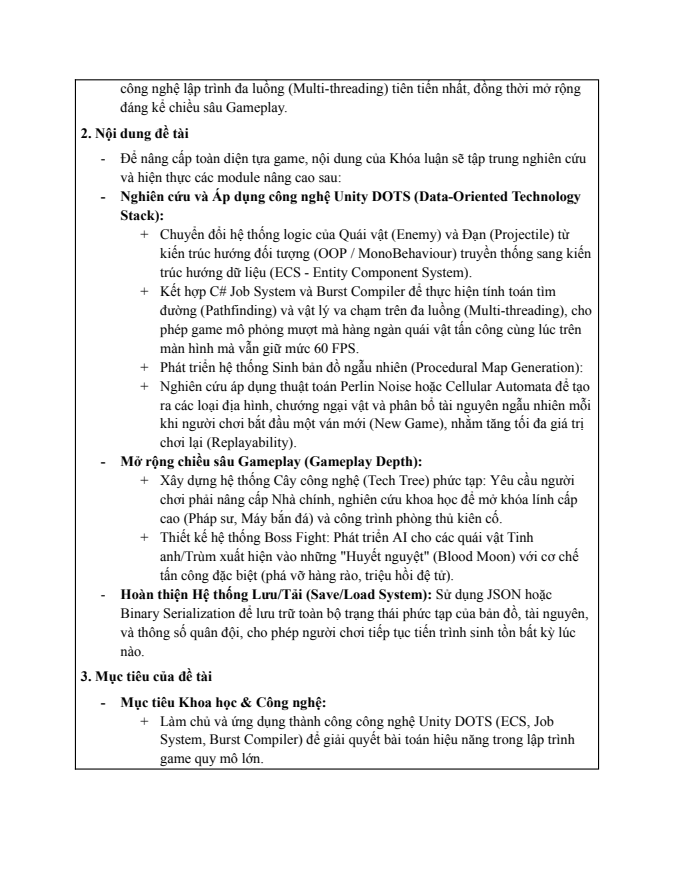 công nghệ lập trình đa luồng (Multi-threading) tiên tiến nhất, đồng thời mở rộng
đáng kể chiều sâu Gameplay.
2. Nội dung đề tài
- Để nâng cấp toàn diện tựa game, nội dung của Khóa luận sẽ tập trung nghiên cứu
và hiện thực các module nâng cao sau:
- Nghiên cứu và Áp dụng công nghệ Unity DOTS (Data-Oriented Technology
Stack):
+ Chuyển đổi hệ thống logic của Quái vật (Enemy) và Đạn (Projectile) từ
kiến trúc hướng đối tượng (OOP / MonoBehaviour) truyền thống sang kiến
trúc hướng dữ liệu (ECS - Entity Component System).
+ Kết hợp C# Job System và Burst Compiler để thực hiện tính toán tìm
đường (Pathfinding) và vật lý va chạm trên đa luồng (Multi-threading), cho
phép game mô phỏng mượt mà hàng ngàn quái vật tấn công cùng lúc trên
màn hình mà vẫn giữ mức 60 FPS.
+ Phát triển hệ thống Sinh bản đồ ngẫu nhiên (Procedural Map Generation):
+ Nghiên cứu áp dụng thuật toán Perlin Noise hoặc Cellular Automata để tạo
ra các loại địa hình, chướng ngại vật và phân bổ tài nguyên ngẫu nhiên mỗi
khi người chơi bắt đầu một ván mới (New Game), nhằm tăng tối đa giá trị
chơi lại (Replayability).
- Mở rộng chiều sâu Gameplay (Gameplay Depth):
+ Xây dựng hệ thống Cây công nghệ (Tech Tree) phức tạp: Yêu cầu người
chơi phải nâng cấp Nhà chính, nghiên cứu khoa học để mở khóa lính cấp
cao (Pháp sư, Máy bắn đá) và công trình phòng thủ kiên cố.
+ Thiết kế hệ thống Boss Fight: Phát triển AI cho các quái vật Tinh
anh/Trùm xuất hiện vào những "Huyết nguyệt" (Blood Moon) với cơ chế
tấn công đặc biệt (phá vỡ hàng rào, triệu hồi đệ tử).
- Hoàn thiện Hệ thống Lưu/Tải (Save/Load System): Sử dụng JSON hoặc
Binary Serialization để lưu trữ toàn bộ trạng thái phức tạp của bản đồ, tài nguyên,
và thông số quân đội, cho phép người chơi tiếp tục tiến trình sinh tồn bất kỳ lúc
nào.
3. Mục tiêu của đề tài
- Mục tiêu Khoa học & Công nghệ:
+ Làm chủ và ứng dụng thành công công nghệ Unity DOTS (ECS, Job
System, Burst Compiler) để giải quyết bài toán hiệu năng trong lập trình
game quy mô lớn.